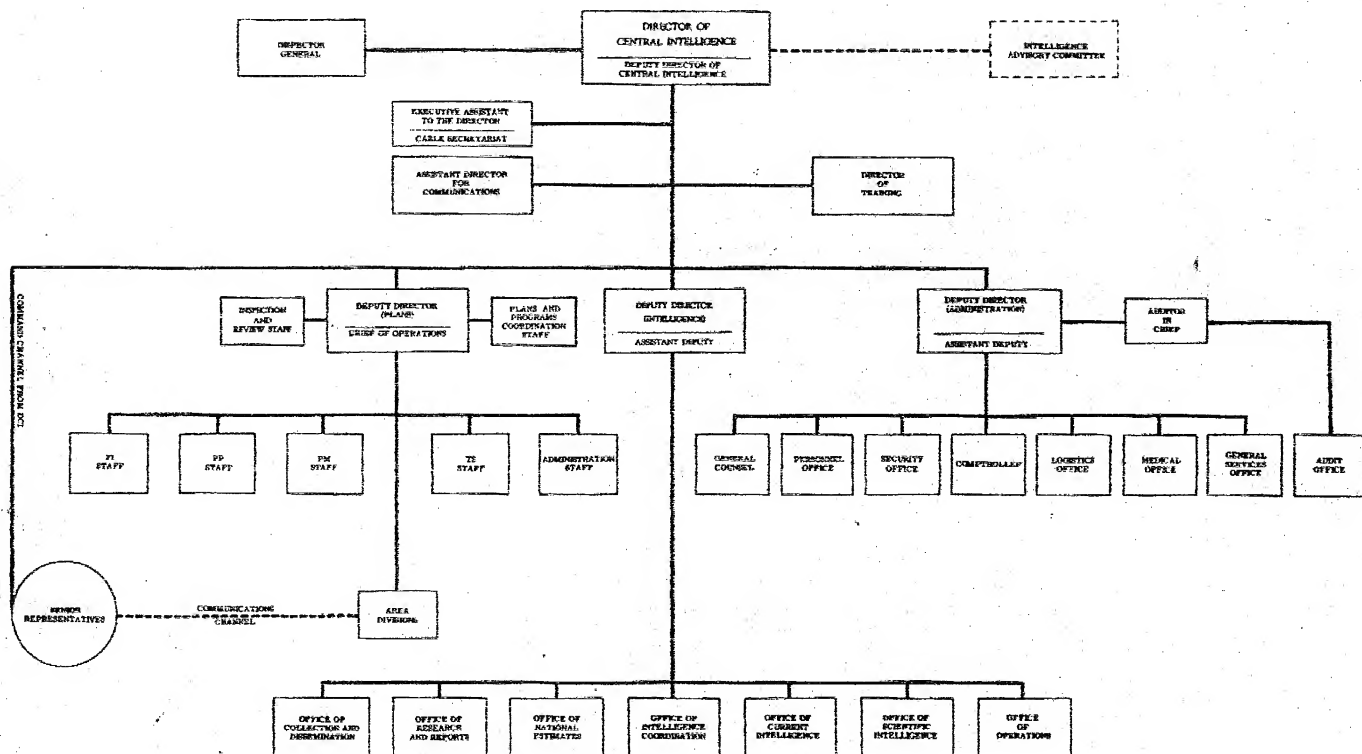 DIRECTOR OF
CENTRAL INTELLIGENCE
DEPUTY DIRECTOR OF
CENTRAL INTELLIGENCE
INSPECTOR
GENERAL
INTELLIGENCE
ADVISORY COMMITTEE
EXECUTIVE ASSISTANT
TO THE DIRECTOR
CABLE SECRETARIAT
ASSISTANT DIRECTOR
FOR
COMMUNICATIONS
DIRECTOR
OF
TRAINING
COMMAND CHANNEL FROM DCI
INSPECTION
AND
REVIEW STAFF
DEPUTY DIRECTOR
(PLANS)
CHIEF OF OPERATIONS
PLANS AND
PROGRAMS
COORDINATION
STAFF
DEPUTY DIRECTOR
(INTELLIGENCE)
ASSISTANT DEPUTY
DEPUTY DIRECTOR
(ADMINISTRATION)
ASSISTANT DEPUTY
AUDITOR
IN
CHIEF
FI
STAFF
PP
STAFF
PM
STAFF
TS
STAFF
ADMINISTRATION
STAFF
GENERAL
COUNSEL
PERSONNEL
OFFICE
SECURITY
OFFICE
COMPTROLLER
LOGISTICS
OFFICE
MEDICAL
OFFICE
GENERAL
SERVICES
OFFICE
AUDIT
OFFICE
SENIOR
REPRESENTATIVES
COMMUNICATIONS
CHANNEL
AREA
DIVISIONS
OFFICE OF
COLLECTION AND
DISSEMINATION
OFFICE OF
RESEARCH
AND REPORTS
OFFICE OF
NATIONAL
ESTIMATES
OFFICE OF
INTELLIGENCE
COORDINATION
OFFICE OF
CURRENT
INTELLIGENCE
OFFICE OF
SCIENTIFIC
INTELLIGENCE
OFFICE
OF
OPERATIONS